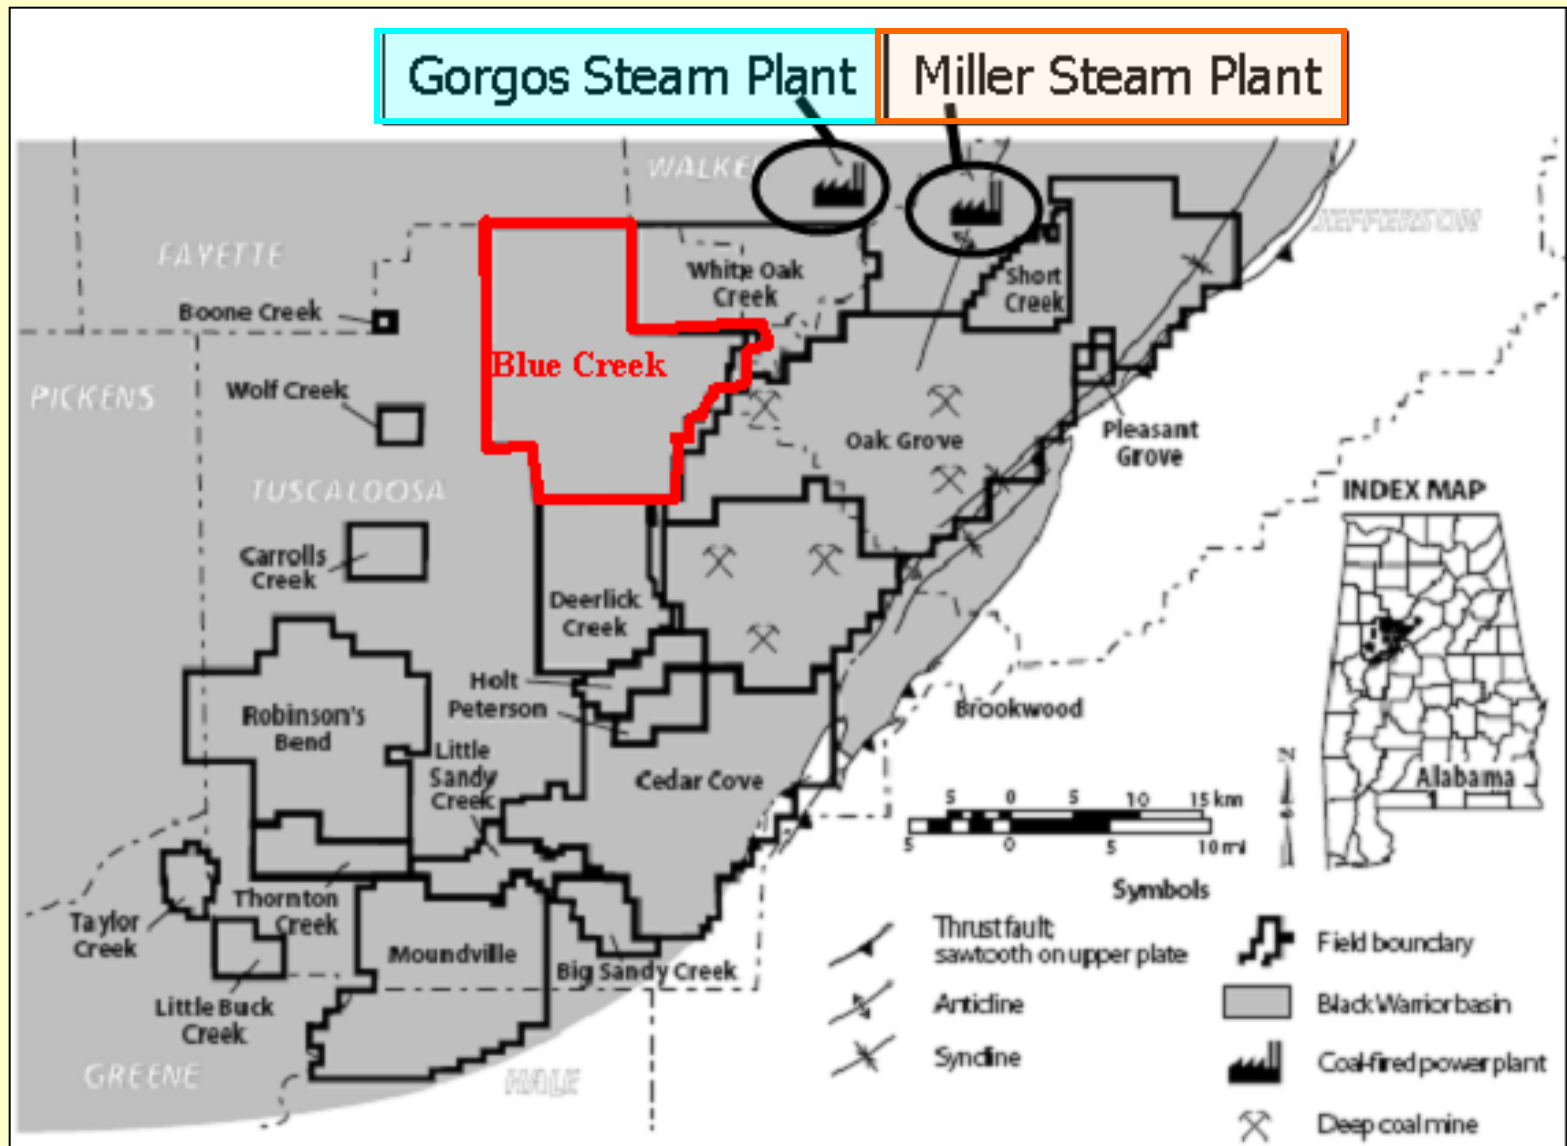 Gorgos Steam Plant
Miller Steam Plant
WALKER
JEFFERSON
FAYETTE
White Oak
Creek
Short
Creek
Boone Creek
Blue Creek
PICKENS
Wolf Creek
Oak Grove
Pleasant
Grove
TUSCALOOSA
INDEX MAP
Carrolls
Creek
Deerlick
Creek
Holt
Peterson
Brookwood
Robinson's
Bend
Little
Sandy
Creek
Cedar Cove
Alabama
N
5 0 5 10 15 km
5 0 5 10 mi
Symbols
Thornton
Creek
Taylor
Creek
Moundville
Big Sandy Creek
Little Buck
Creek
GREENE
HALE
Thrust fault;
sawtooth on upper plate
Anticline
Syncline
Field boundary
Black Warrior basin
Coal-fired power plant
Deep coal mine